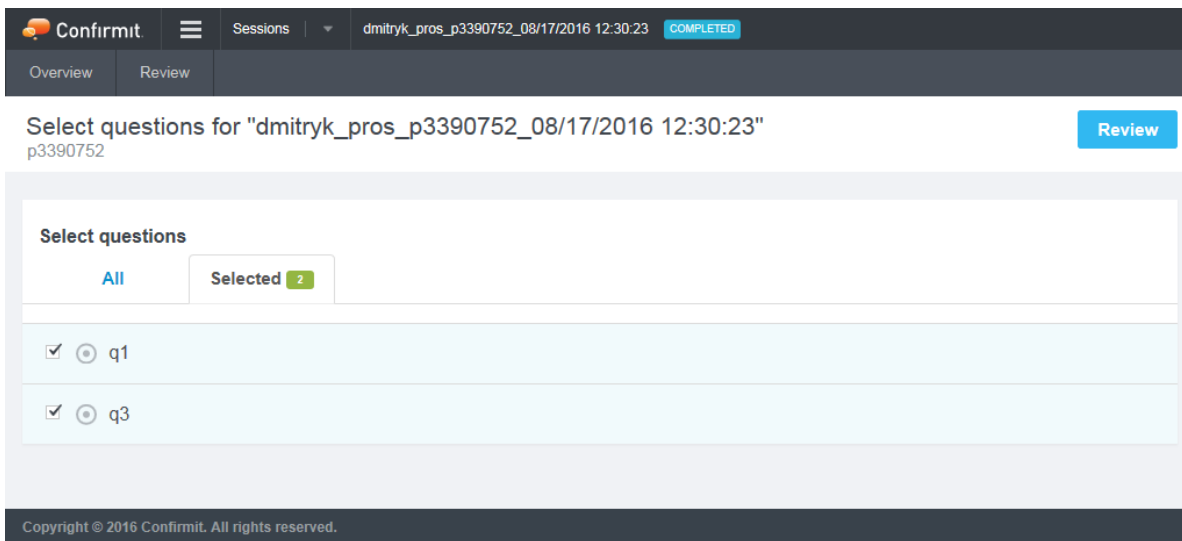 Confirmit. Sessions dmitryk_pros_p3390752_08/17/2016 12:30:23 COMPLETED
Overview Review
Select questions for "dmitryk_pros_p3390752_08/17/2016 12:30:23" Review
p3390752
Select questions
All Selected 2
q1
q3
Copyright © 2016 Confirmit. All rights reserved.